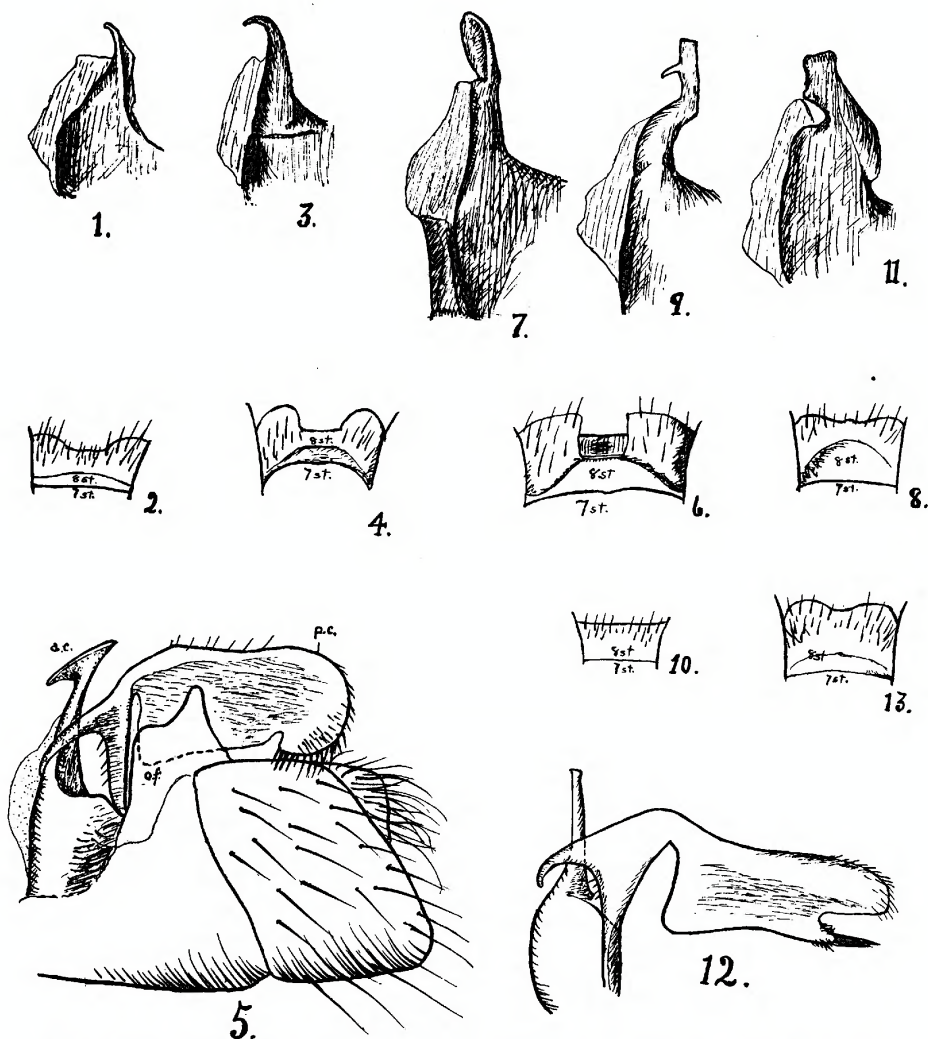 1.
3.
7.
9.
11.
8st.
7st.
2.
8st.
7st.
4.
8st
7st.
6.
8st.
7st.
8.
8st
7st.
10.
8st
7st.
13.
a.c.
p.c.
o.f.
5.
12.